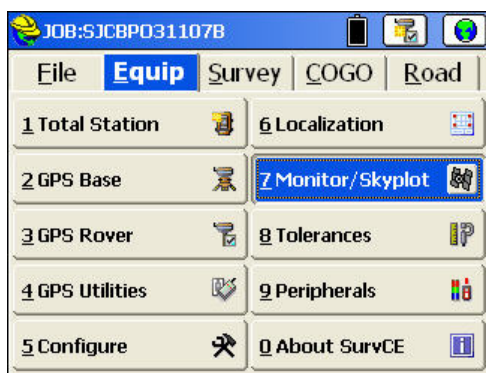 JOB:SJCBPO31107B
File Equip Survey COGO Road
1 Total Station 6 Localization
2 GPS Base 7 Monitor/Skyplot
3 GPS Rover 8 Tolerances
4 GPS Utilities 9 Peripherals
5 Configure 0 About SurvCE